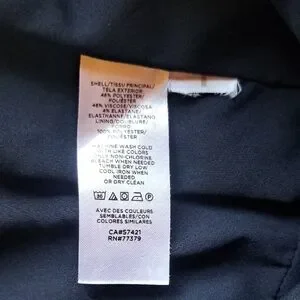 SHELL/TISSU PRINCIPAL/
TELA EXTERIOR
48% POLYESTER/
POLIÉSTER
48% VISCOSE/VISCOSA
4% ELASTANE/
ELASTHANNE/ELASTANO
LINING/DOUBLURE/
FORRO
100% POLYESTER/
POLIÉSTER
MACHINE WASH COLD
WITH LIKE COLORS
ONLY NON-CHLORINE
BLEACH WHEN NEEDED
TUMBLE DRY LOW
COOL IRON WHEN
NEEDED
OR DRY CLEAN
AVEC DES COULEURS
SEMBLABLES/CON
COLORES SIMILARES
CA#57421
RN#77379